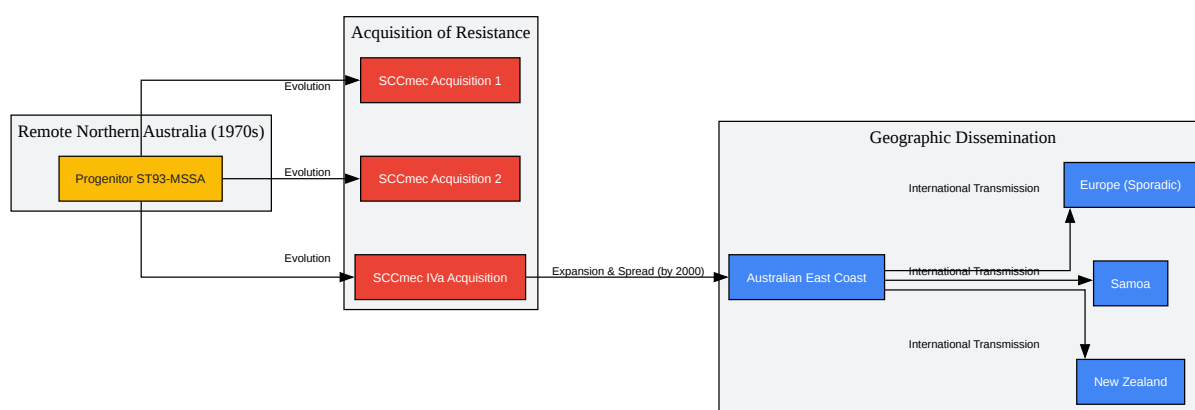 Acquisition of Resistance
SCCmec Acquisition 1
Evolution
Remote Northern Australia (1970s)
Progenitor ST93-MSSA
Evolution
SCCmec Acquisition 2
Evolution
SCCmec IVa Acquisition
Expansion & Spread (by 2000)
Geographic Dissemination
International Transmission
Europe (Sporadic)
Australian East Coast
International Transmission
Samoa
International Transmission
New Zealand